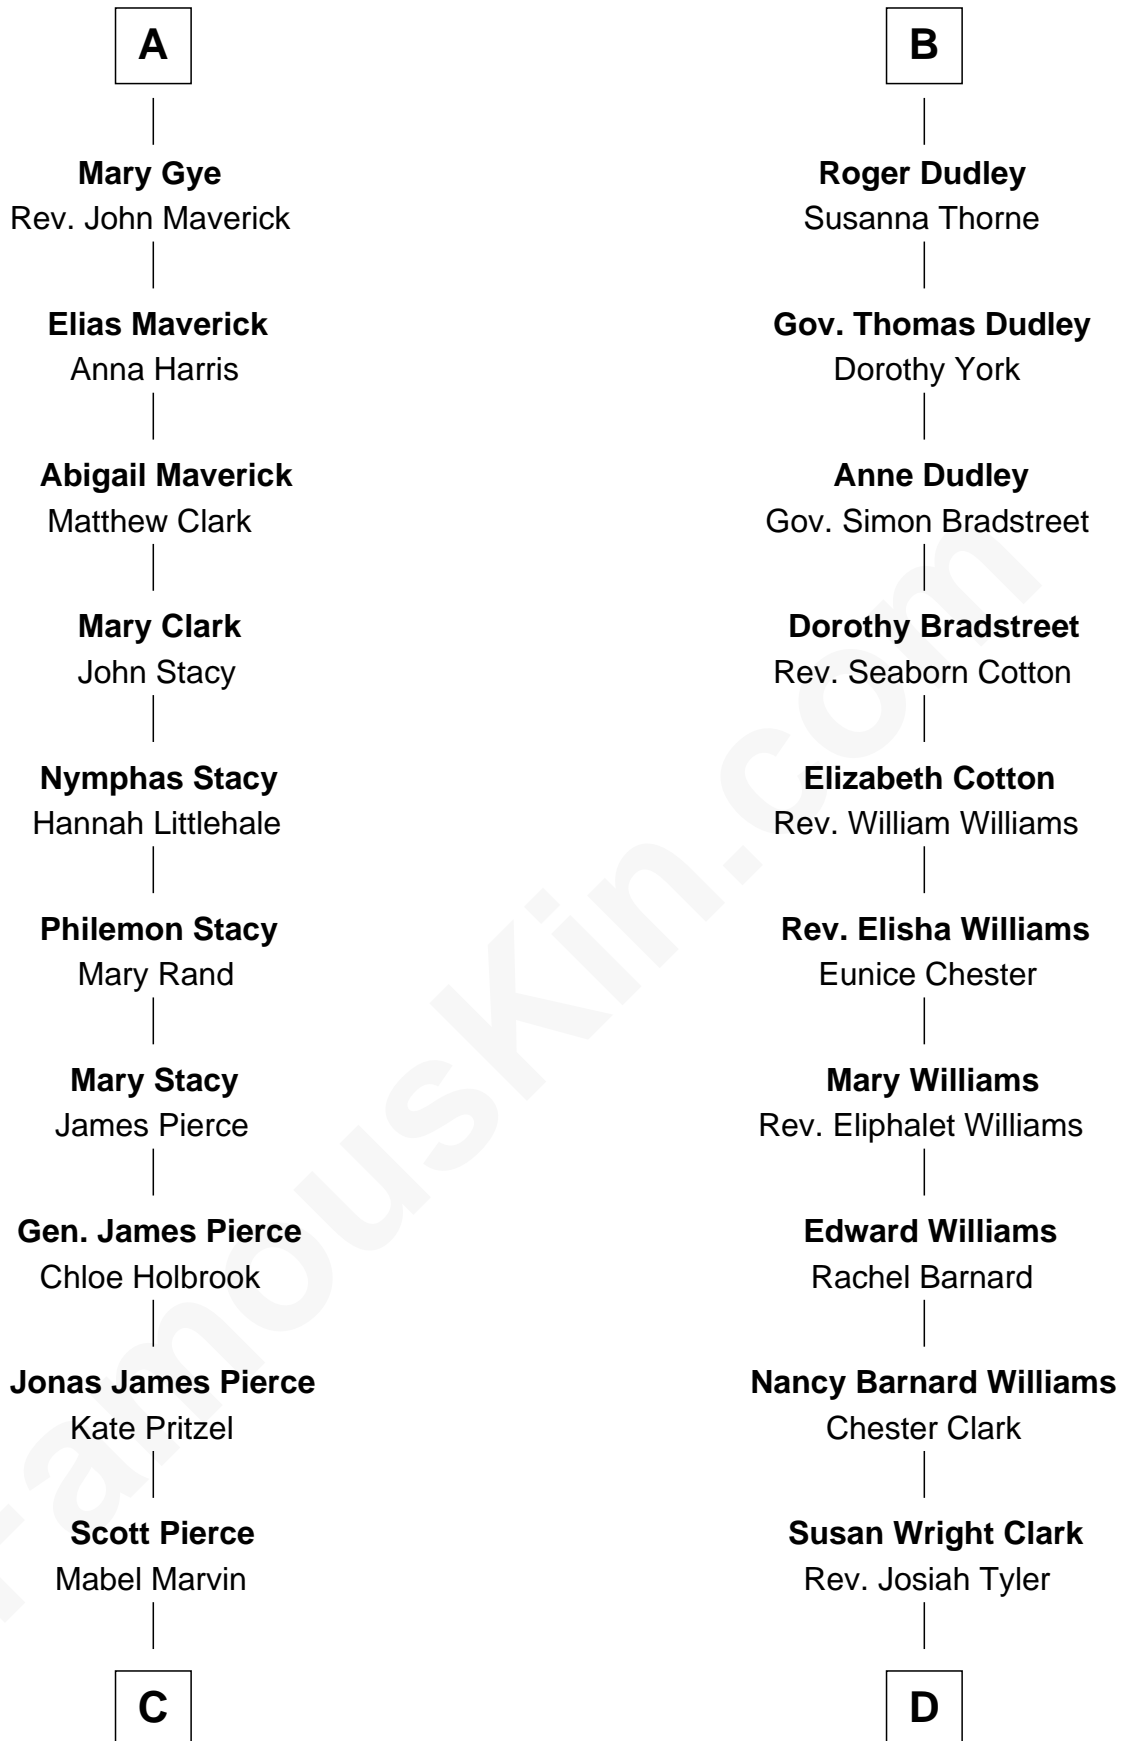 A
Mary Gye
Rev. John Maverick
Elias Maverick
Anna Harris
Abigail Maverick
Matthew Clark
Mary Clark
John Stacy
Nymphas Stacy
Hannah Littlehale
Philemon Stacy
Mary Rand
Mary Stacy
James Pierce
Gen. James Pierce
Chloe Holbrook
Jonas James Pierce
Kate Pritzel
Scott Pierce
Mabel Marvin
C
B
Roger Dudley
Susanna Thorne
Gov. Thomas Dudley
Dorothy York
Anne Dudley
Gov. Simon Bradstreet
Dorothy Bradstreet
Rev. Seaborn Cotton
Elizabeth Cotton
Rev. William Williams
Rev. Elisha Williams
Eunice Chester
Mary Williams
Rev. Eliphalet Williams
Edward Williams
Rachel Barnard
Nancy Barnard Williams
Chester Clark
Susan Wright Clark
Rev. Josiah Tyler
D
FamousKin.com